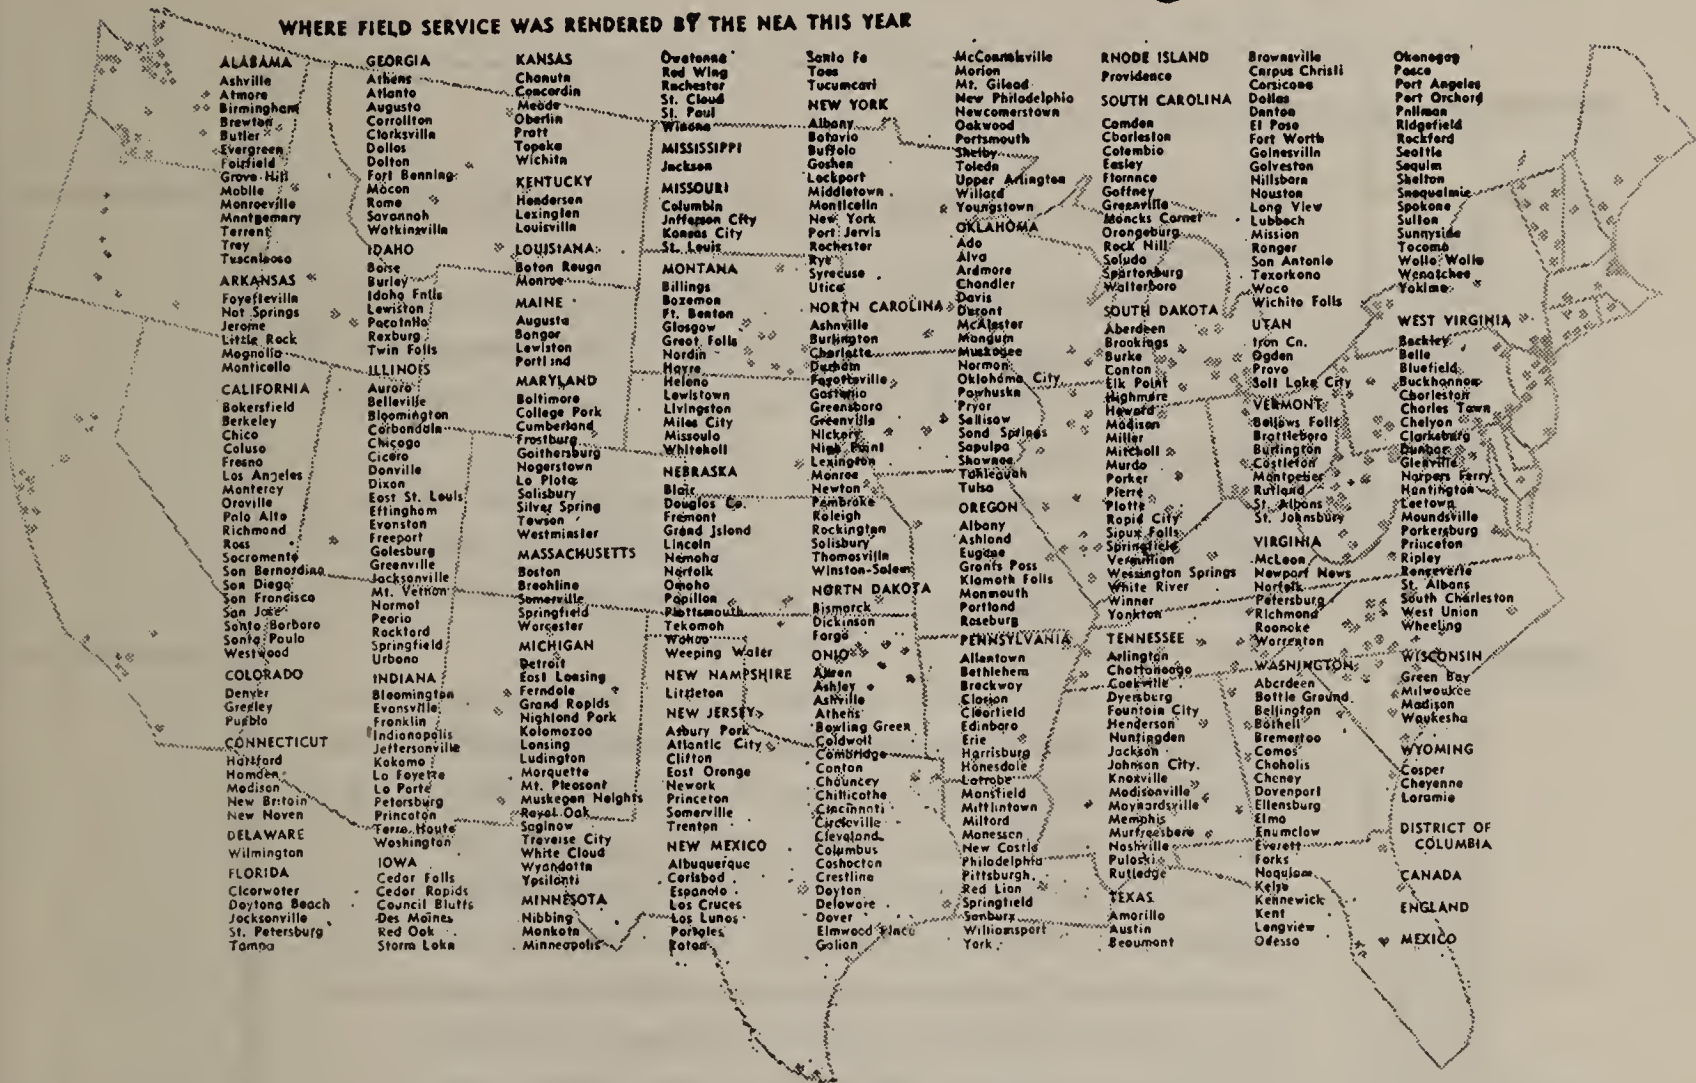 WHERE FIELD SERVICE WAS RENDERED BY THE NEA THIS YEAR
ALABAMA
Ashville
Atmore
Birmingham
Brewton
Butler
Evergreen
Fairfield
Grove Hill
Mobile
Monroeville
Montgomery
Terrent
Troy
Tuscaloosa
ARKANSAS
Fayetteville
Hot Springs
Jerome
Little Rock
Magnolia
Monticello
CALIFORNIA
Bakersfield
Berkeley
Chico
Coluso
Fresno
Los Angeles
Monterey
Oroville
Palo Alto
Richmond
Ross
Sacramento
San Bernardino
San Diego
San Francisco
San Jose
Santa Barbara
Santa Paula
Westwood
COLORADO
Denver
Greeley
Pueblo
CONNECTICUT
Hartford
Hamden
Madison
New Britain
New Haven
DELAWARE
Wilmington
FLORIDA
Clearwater
Daytona Beach
Jacksonville
St. Petersburg
Tampa
GEORGIA
Athens
Atlanta
Augusta
Carrollton
Clarksville
Dallas
Dalton
Fort Benning
Macon
Rome
Savannah
Watkinsville
IDAHO
Boise
Burley
Idaho Falls
Lewiston
Pocatello
Rexburg
Twin Falls
ILLINOIS
Aurora
Belleville
Bloomington
Carbondale
Chicago
Cicero
Danville
Dixon
East St. Louis
Effingham
Evanston
Freeport
Galesburg
Greenville
Jacksonville
Mt. Vernon
Normal
Peoria
Rockford
Springfield
Urbana
INDIANA
Bloomington
Evansville
Franklin
Indianapolis
Jeffersonville
Kokomo
La Fayette
La Porte
Petersburg
Princeton
Terre Haute
Washington
IOWA
Cedar Falls
Cedar Rapids
Council Bluffs
Des Moines
Red Oak
Storm Lake
KANSAS
Chanute
Concordia
Meade
Oberlin
Pratt
Topeka
Wichita
KENTUCKY
Henderson
Lexington
Louisville
LOUISIANA
Baton Rouge
Monroe
MAINE
Augusta
Bangor
Lewiston
Portland
MARYLAND
Baltimore
College Park
Cumberland
Frostburg
Gaithersburg
Hagerstown
La Plata
Salisbury
Silver Spring
Towson
Westminster
MASSACHUSETTS
Boston
Brookline
Somerville
Springfield
Worcester
MICHIGAN
Detroit
East Lansing
Ferndale
Grand Rapids
Highland Park
Kalamazoo
Lansing
Ludington
Marquette
Mt. Pleasant
Muskegan Heights
Royal Oak
Saginaw
Traverse City
White Cloud
Wyandotte
Ypsilanti
MINNESOTA
Hibbing
Mankato
Minneapolis
Owatonna
Red Wing
Rochester
St. Cloud
St. Paul
Winona
MISSISSIPPI
Jackson
MISSOURI
Columbia
Jefferson City
Kansas City
St. Louis
MONTANA
Billings
Bozeman
Ft. Benton
Glasgow
Great Falls
Hardin
Havre
Helena
Lewistown
Livingston
Miles City
Missoula
Whitehall
NEBRASKA
Blair
Douglas Co.
Fremont
Grand Island
Lincoln
Nemaha
Norfolk
Omaha
Papillon
Plattsmouth
Tekamah
Wahoo
Weeping Water
NEW HAMPSHIRE
Littleton
NEW JERSEY
Asbury Park
Atlantic City
Clifton
East Orange
Newark
Princeton
Somerville
Trenton
NEW MEXICO
Albuquerque
Carlsbad
Espanola
Los Cruces
Los Lunas
Portales
Raton
Santa Fe
Taos
Tucumcari
NEW YORK
Albany
Batavia
Buffalo
Goshen
Lockport
Middletown
Monticello
New York
Port Jervis
Rochester
Rye
Syracuse
Utica
NORTH CAROLINA
Asheville
Burlington
Charlotte
Durham
Fayetteville
Gastonia
Greensboro
Greenville
Hickory
High Point
Lexington
Monroe
Newton
Pembroke
Raleigh
Rockington
Salisbury
Thomasville
Winston-Salem
NORTH DAKOTA
Bismarck
Dickinson
Fargo
OHIO
Akron
Ashley
Ashville
Athens
Bowling Green
Caldwell
Cambridge
Canton
Chauncey
Chillicothe
Cincinnati
Circleville
Cleveland
Columbus
Coshocton
Crestline
Dayton
Delaware
Dover
Elmwood Place
Galion
McConnelsville
Marion
Mt. Gilead
New Philadelphia
Newcomerstown
Oakwood
Portsmouth
Shelby
Toledo
Upper Arlington
Willard
Youngstown
OKLAHOMA
Ada
Alva
Ardmore
Chandler
Davis
Durant
McAlester
Mangum
Muskogee
Norman
Oklahoma City
Pawhuska
Pryor
Sallisaw
Sand Springs
Sapulpa
Shawnee
Tahlequah
Tulsa
OREGON
Albany
Ashland
Eugene
Grants Pass
Klamath Falls
Monmouth
Portland
Roseburg
PENNSYLVANIA
Allentown
Bethlehem
Breckway
Clarion
Clearfield
Edinboro
Erie
Harrisburg
Honesdale
Latrobe
Mansfield
Mifflintown
Milford
Monessen
New Castle
Philadelphia
Pittsburgh
Red Lion
Springfield
Sunbury
Williamsport
York
RHODE ISLAND
Providence
SOUTH CAROLINA
Camden
Charleston
Columbia
Easley
Florence
Gaffney
Greenville
Moncks Corner
Orangeburg
Rock Hill
Saluda
Spartanburg
Walterboro
SOUTH DAKOTA
Aberdeen
Brookings
Burke
Canton
Elk Point
Highmore
Howard
Madison
Miller
Mitchell
Murdo
Parker
Pierre
Platte
Rapid City
Sioux Falls
Springfield
Vermillion
Wessington Springs
White River
Winner
Yankton
TENNESSEE
Arlington
Chattanooga
Cookville
Dyersburg
Fountain City
Henderson
Huntingden
Jackson
Johnson City
Knoxville
Madisonville
Maynardsville
Memphis
Murfreesboro
Nashville
Pulaski
Rutledge
TEXAS
Amarillo
Austin
Beaumont
Brownsville
Corpus Christi
Corsicana
Dallas
Denton
El Paso
Fort Worth
Gainesville
Galveston
Hillsboro
Houston
Long View
Lubbock
Mission
Ranger
San Antonio
Texarkana
Waco
Wichita Falls
UTAH
Iron Co.
Ogden
Provo
Salt Lake City
VERMONT
Bellows Falls
Brattleboro
Burlington
Castleton
Montpelier
Rutland
St. Albans
St. Johnsbury
VIRGINIA
McLean
Newport News
Norfolk
Petersburg
Richmond
Roanoke
Warrenton
WASHINGTON
Aberdeen
Battle Ground
Bellington
Bothell
Bremerton
Camas
Chehalis
Cheney
Davenport
Ellensburg
Elma
Enumclaw
Everett
Forks
Hoquiam
Kelso
Kennewick
Kent
Longview
Odessa
Okanogan
Pasco
Port Angeles
Port Orchard
Pullman
Ridgefield
Rockford
Seattle
Sequim
Shelton
Snoqualmie
Spokane
Sultan
Sunnyside
Tacoma
Walla Walla
Wenatchee
Yakima
WEST VIRGINIA
Beckley
Belle
Bluefield
Buckhannon
Charleston
Charles Town
Chelyan
Clarksburg
Dunbar
Glenville
Harpers Ferry
Huntington
Leetown
Moundsville
Parkersburg
Princeton
Ripley
Ronceverte
St. Albans
South Charleston
West Union
Wheeling
WISCONSIN
Green Bay
Milwaukee
Madison
Waukesha
WYOMING
Casper
Cheyenne
Laramie
DISTRICT OF
COLUMBIA
CANADA
ENGLAND
MEXICO